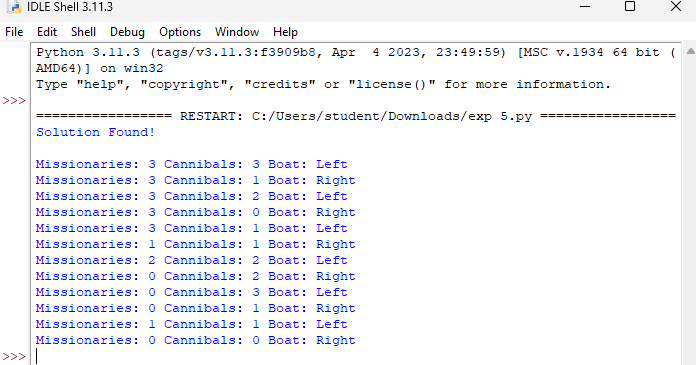 IDLE Shell 3.11.3
File Edit Shell Debug Options Window Help
Python 3.11.3 (tags/v3.11.3:f3909b8, Apr  4 2023, 23:49:59) [MSC v.1934 64 bit (
AMD64)] on win32
Type "help", "copyright", "credits" or "license()" for more information.
>>>
================= RESTART: C:/Users/student/Downloads/exp 5.py =================
Solution Found!
Missionaries: 3 Cannibals: 3 Boat: Left
Missionaries: 3 Cannibals: 1 Boat: Right
Missionaries: 3 Cannibals: 2 Boat: Left
Missionaries: 3 Cannibals: 0 Boat: Right
Missionaries: 3 Cannibals: 1 Boat: Left
Missionaries: 1 Cannibals: 1 Boat: Right
Missionaries: 2 Cannibals: 2 Boat: Left
Missionaries: 0 Cannibals: 2 Boat: Right
Missionaries: 0 Cannibals: 3 Boat: Left
Missionaries: 0 Cannibals: 1 Boat: Right
Missionaries: 1 Cannibals: 1 Boat: Left
Missionaries: 0 Cannibals: 0 Boat: Right
>>>